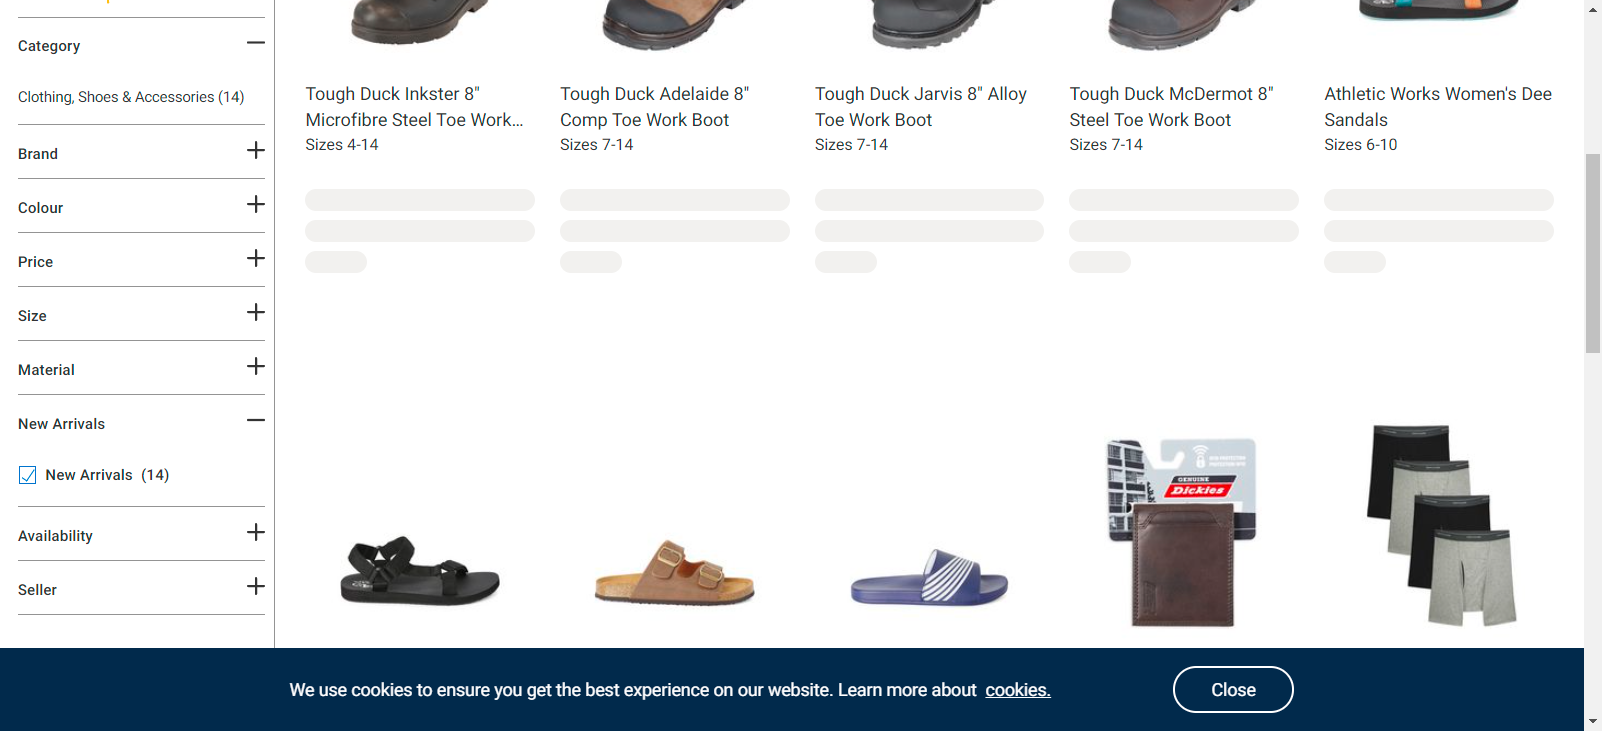 Category
Clothing, Shoes & Accessories (14)
Brand
Colour
Price
Size
Material
New Arrivals
New Arrivals (14)
Availability
Seller
Tough Duck Inkster 8"
Microfibre Steel Toe Work...
Sizes 4-14
Tough Duck Adelaide 8"
Comp Toe Work Boot
Sizes 7-14
Tough Duck Jarvis 8" Alloy
Toe Work Boot
Sizes 7-14
Tough Duck McDermot 8"
Steel Toe Work Boot
Sizes 7-14
Athletic Works Women's Dee
Sandals
Sizes 6-10
GENUINE
Dickies
We use cookies to ensure you get the best experience on our website. Learn more about cookies.
Close